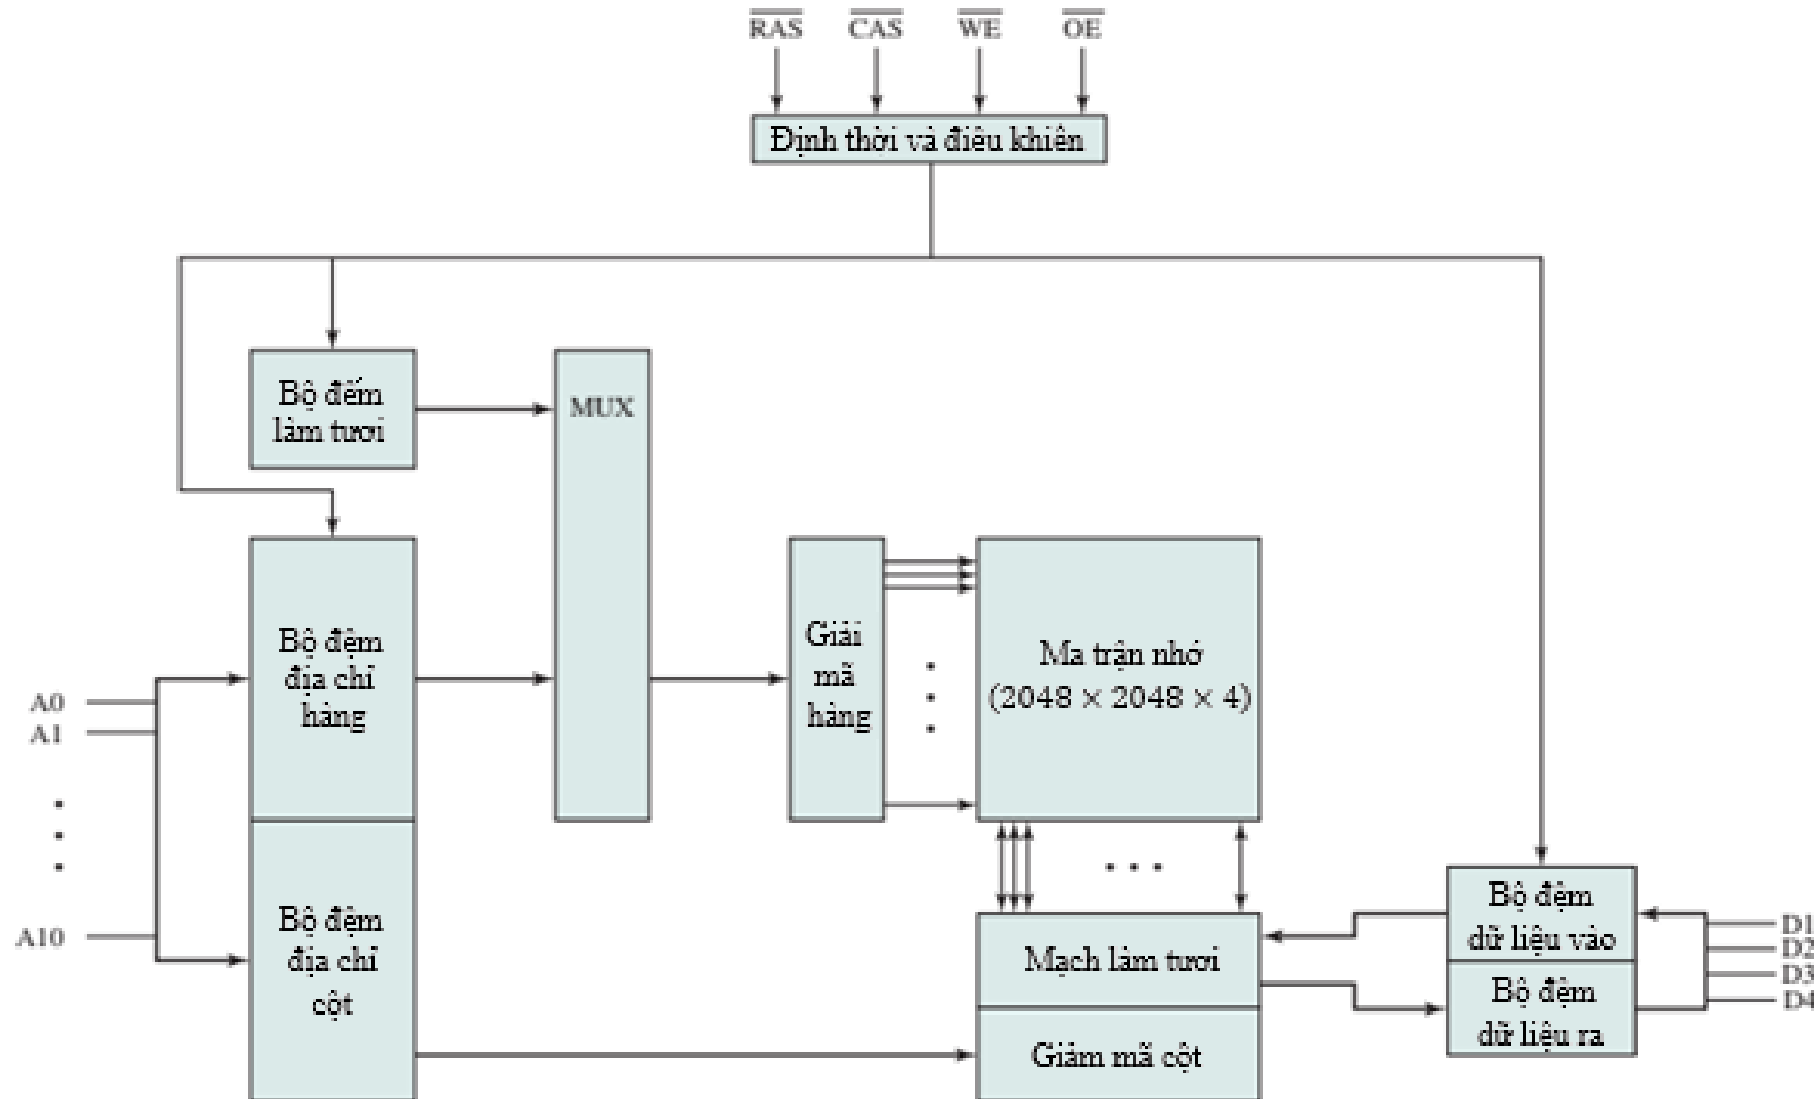 RAS CAS WE OE
Định thời và điều khiển
Bộ đếm
làm tươi
MUX
Bộ đệm
địa chỉ
hàng
Giải
mã
hàng
Ma trận nhớ
(2048 × 2048 × 4)
A0
A1
A10
Bộ đệm
địa chỉ
cột
Mạch làm tươi
Giảm mã cột
Bộ đệm
dữ liệu vào
Bộ đệm
dữ liệu ra
D1
D2
D3
D4